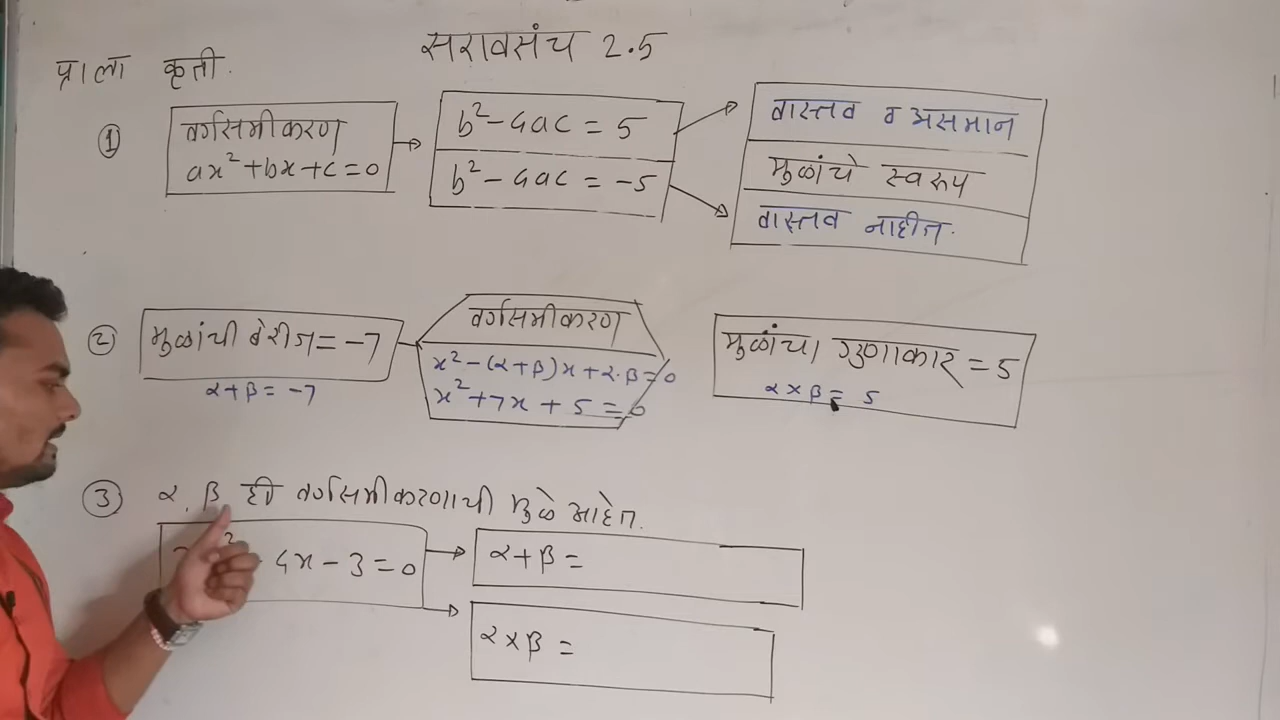 सरावसंच 2.5
प्राला कृती.
① वर्गसमीकरण
ax²+bx+c=0
b²-4ac = 5
b²-4ac = -5
वास्तव व असमान
मुळांचे स्वरुप
वास्तव नाहीत.
② मुळांची बेरीज = -7
α+β = -7
वर्गसमीकरण
x²-(α+β)x+α.β=0
x²+7x+5=0
मुळांचा गुणाकार = 5
α×β= 5
③ α, β ही वर्गसमीकरणाची मुळे आहेत.
4x-3=0
α+β =
α×β =